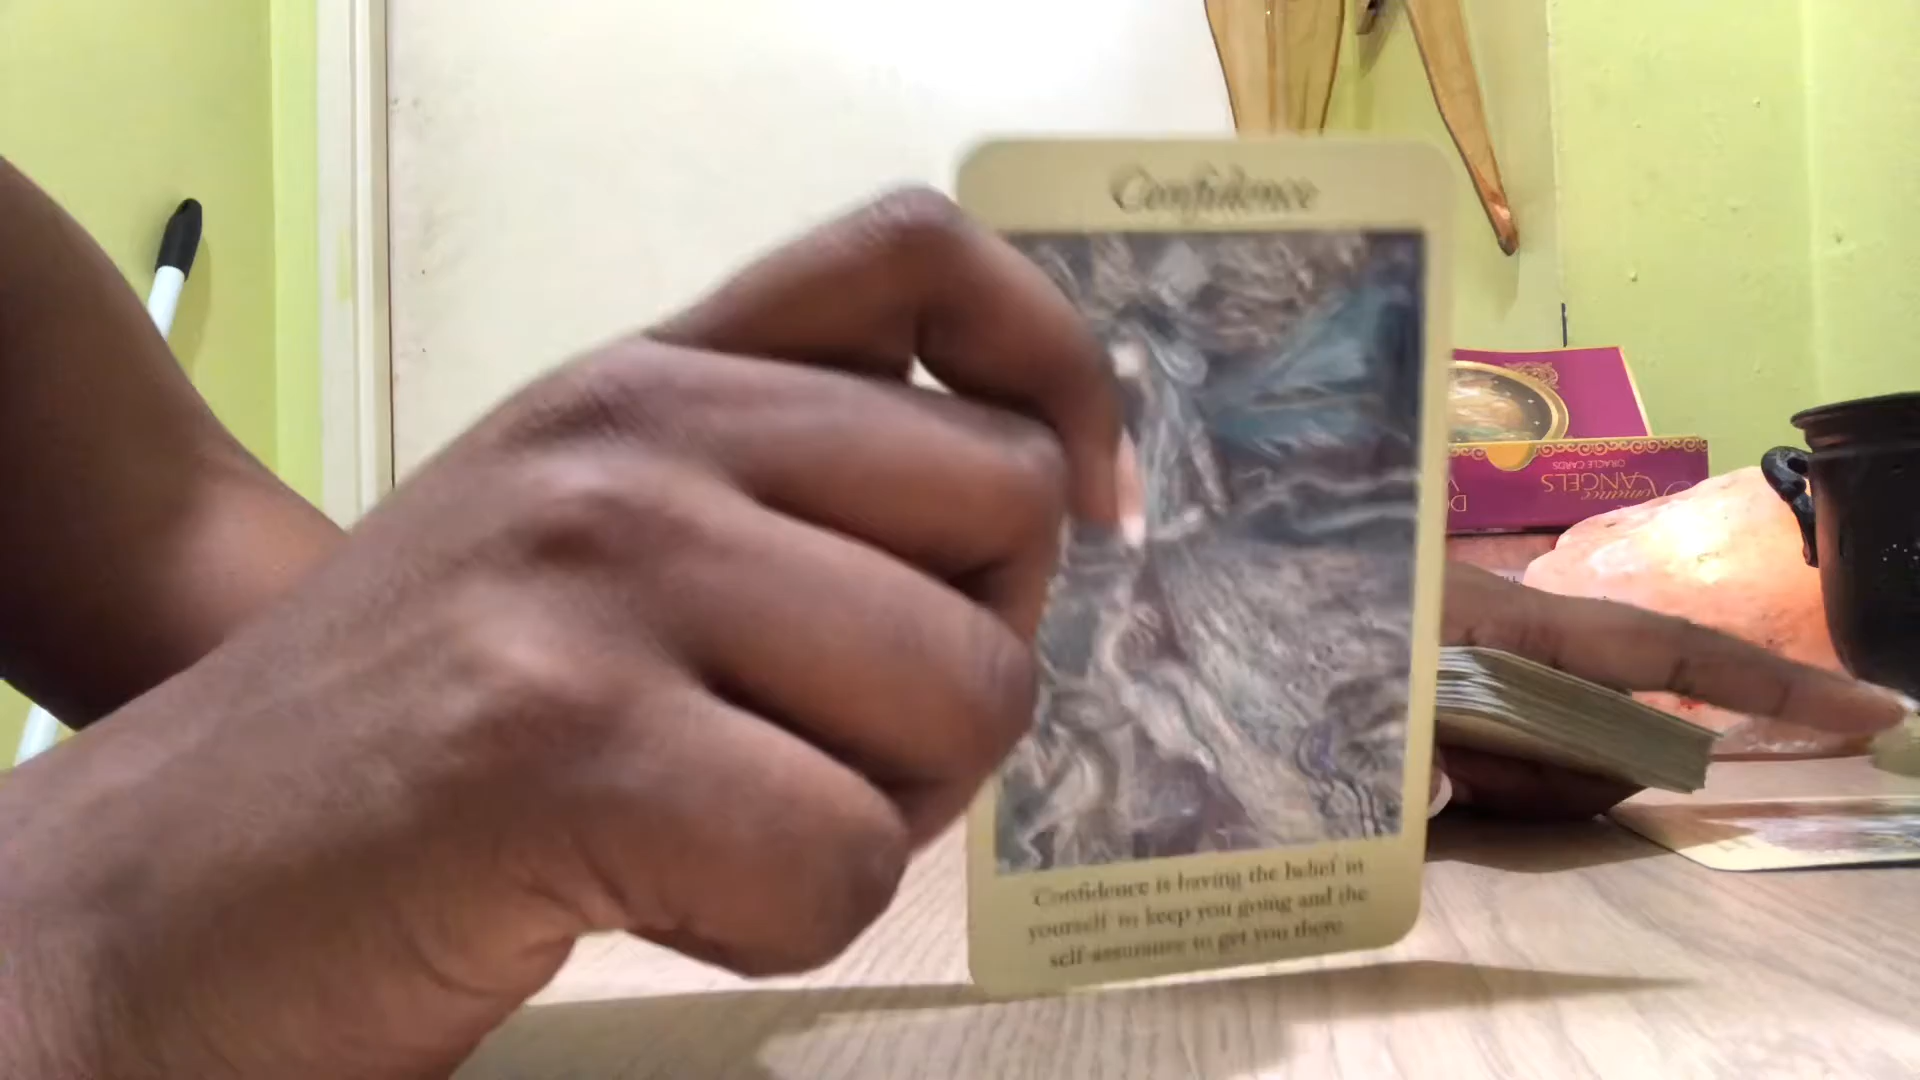 Confidence
Confidence is having the belief in
yourself to keep you going and the
self-assurance to get you there
Romance
ANGELS
ORACLE CARDS